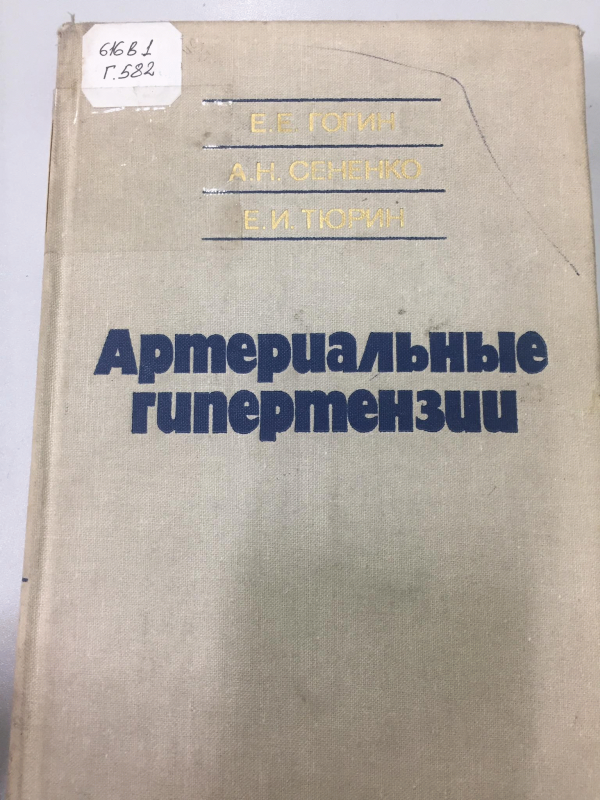 616В1
Г.582
Е.Е. ГОГИН
А.Н. СЕНЕНКО
Е.И. ТЮРИН
Артериальные
гипертензии